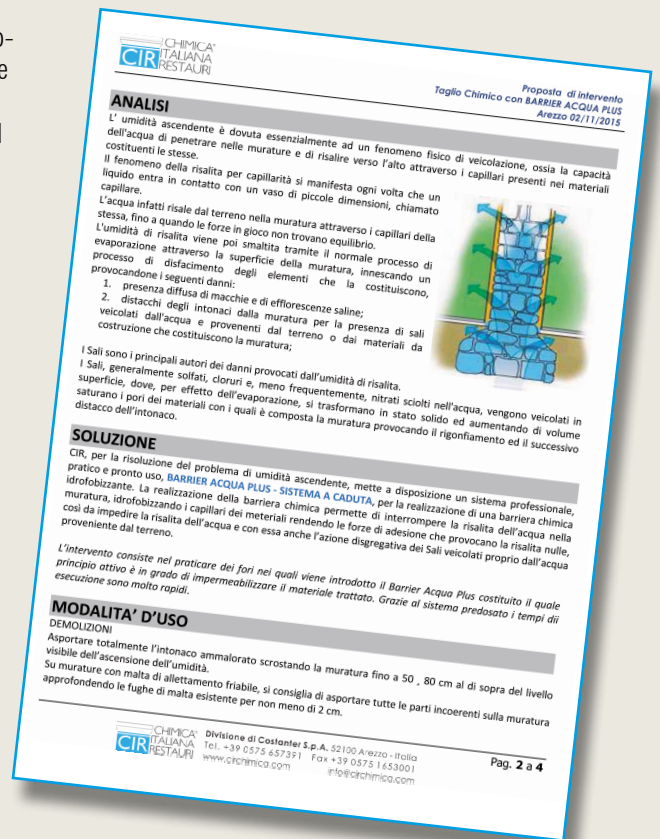 o-
e
CHIMICA®
CIR ITALIANA
RESTAURI
Proposta di intervento
Taglio Chimico con BARRIER ACQUA PLUS
Arezzo 02/11/2015
ANALISI
L' umidità ascendente è dovuta essenzialmente ad un fenomeno fisico di veicolazione, ossia la capacità
dell'acqua di penetrare nelle murature e di risalire verso l'alto attraverso i capillari presenti nei materiali
costituenti le stesse.
Il fenomeno della risalita per capillarità si manifesta ogni volta che un
liquido entra in contatto con un vaso di piccole dimensioni, chiamato
capillare.
L'acqua infatti risale dal terreno nella muratura attraverso i capillari della
stessa, fino a quando le forze in gioco non trovano equilibrio.
L'umidità di risalita viene poi smaltita tramite il normale processo di
evaporazione attraverso la superficie della muratura, innescando un
processo di disfacimento degli elementi che la costituiscono,
provocandone i seguenti danni:
1. presenza diffusa di macchie e di efflorescenze saline;
2. distacchi degli intonaci dalla muratura per la presenza di sali
veicolati dall'acqua e provenienti dal terreno o dai materiali da
costruzione che costituiscono la muratura;
I Sali sono i principali autori dei danni provocati dall'umidità di risalita.
I Sali, generalmente solfati, cloruri e, meno frequentemente, nitrati sciolti nell'acqua, vengono veicolati in
superficie, dove, per effetto dell'evaporazione, si trasformano in stato solido ed aumentando di volume
saturano i pori dei materiali con i quali è composta la muratura provocando il rigonfiamento ed il successivo
distacco dell'intonaco.
SOLUZIONE
CIR, per la risoluzione del problema di umidità ascendente, mette a disposizione un sistema professionale,
pratico e pronto uso, BARRIER ACQUA PLUS - SISTEMA A CADUTA, per la realizzazione di una barriera chimica
idrofobizzante. La realizzazione della barriera chimica permette di interrompere la risalita dell'acqua nella
muratura, idrofobizzando i capillari dei meteriali rendendo le forze di adesione che provocano la risalita nulle,
così da impedire la risalita dell'acqua e con essa anche l'azione disgregativa dei Sali veicolati proprio dall'acqua
proveniente dal terreno.
L'intervento consiste nel praticare dei fori nei quali viene introdotto il Barrier Acqua Plus costituito il quale
principio attivo è in grado di impermeabilizzare il materiale trattato. Grazie al sistema predosato i tempi dii
esecuzione sono molto rapidi.
MODALITA' D'USO
DEMOLIZIONI
Asportare totalmente l'intonaco ammalorato scrostando la muratura fino a 50 , 80 cm al di sopra del livello
visibile dell'ascensione dell'umidità.
Su murature con malta di allettamento friabile, si consiglia di asportare tutte le parti incoerenti sulla muratura
approfondendo le fughe di malta esistente per non meno di 2 cm.
CHIMICA®
CIR ITALIANA
RESTAURI
Divisione di Costanter S.p.A. 52100 Arezzo - Italia
Tel. +39 0575 657391 Fax +39 0575 1653001
www.circhimica.com info@circhimica.com
Pag. 2 a 4